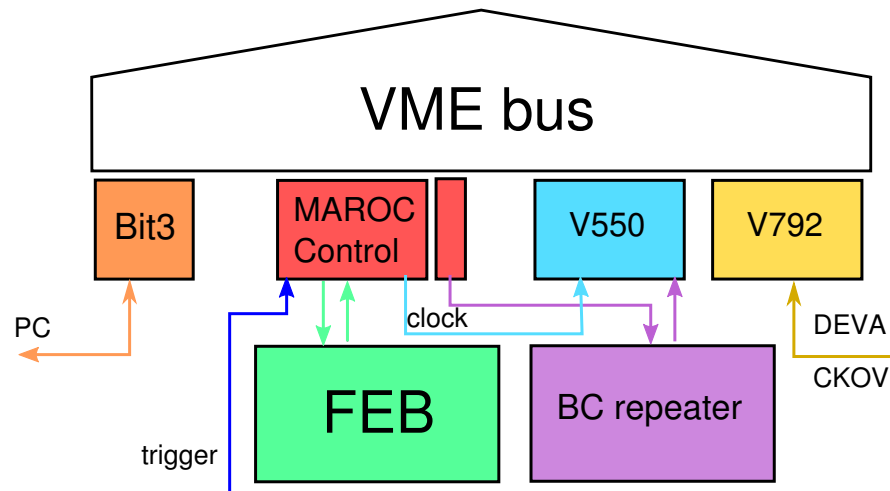 VME bus
Bit3
MAROC
Control
V550
V792
PC
clock
DEVA
CKOV
FEB
BC repeater
trigger